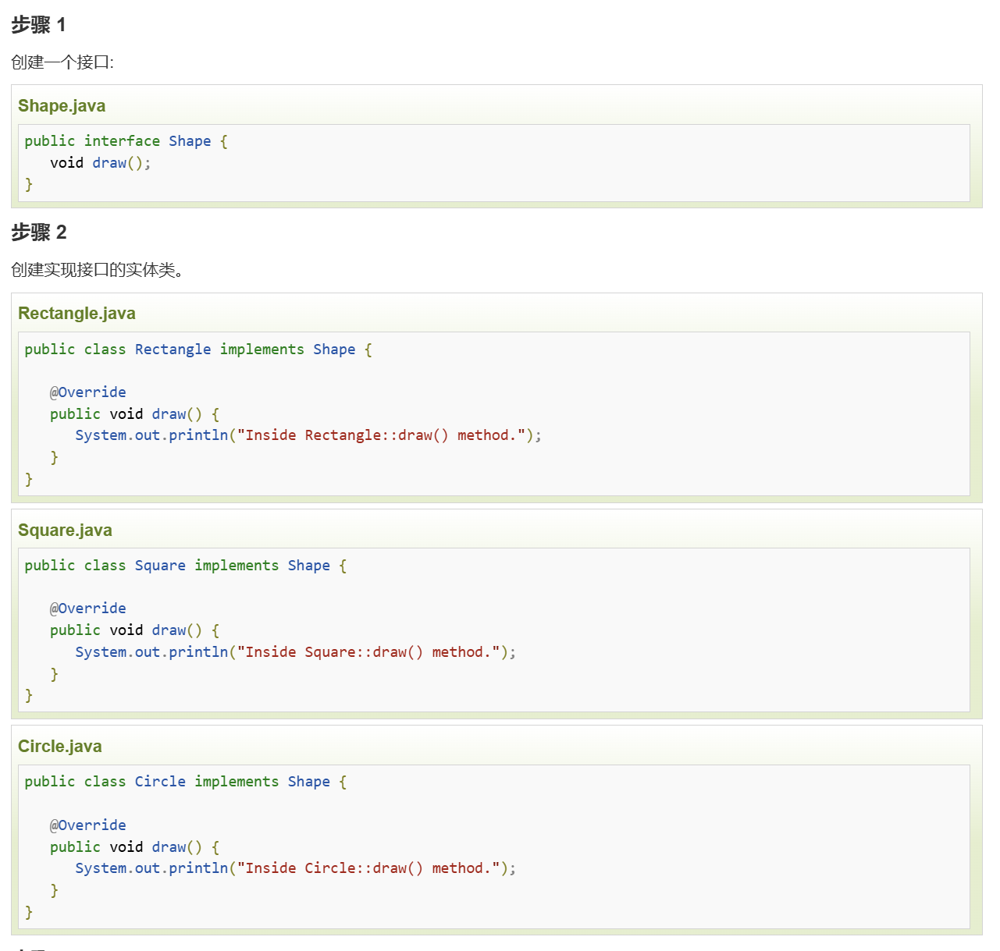 步骤 1
创建一个接口:
Shape.java
public interface Shape {
   void draw();
}
步骤 2
创建实现接口的实体类。
Rectangle.java
public class Rectangle implements Shape {
   @Override
   public void draw() {
      System.out.println("Inside Rectangle::draw() method.");
   }
}
Square.java
public class Square implements Shape {
   @Override
   public void draw() {
      System.out.println("Inside Square::draw() method.");
   }
}
Circle.java
public class Circle implements Shape {
   @Override
   public void draw() {
      System.out.println("Inside Circle::draw() method.");
   }
}